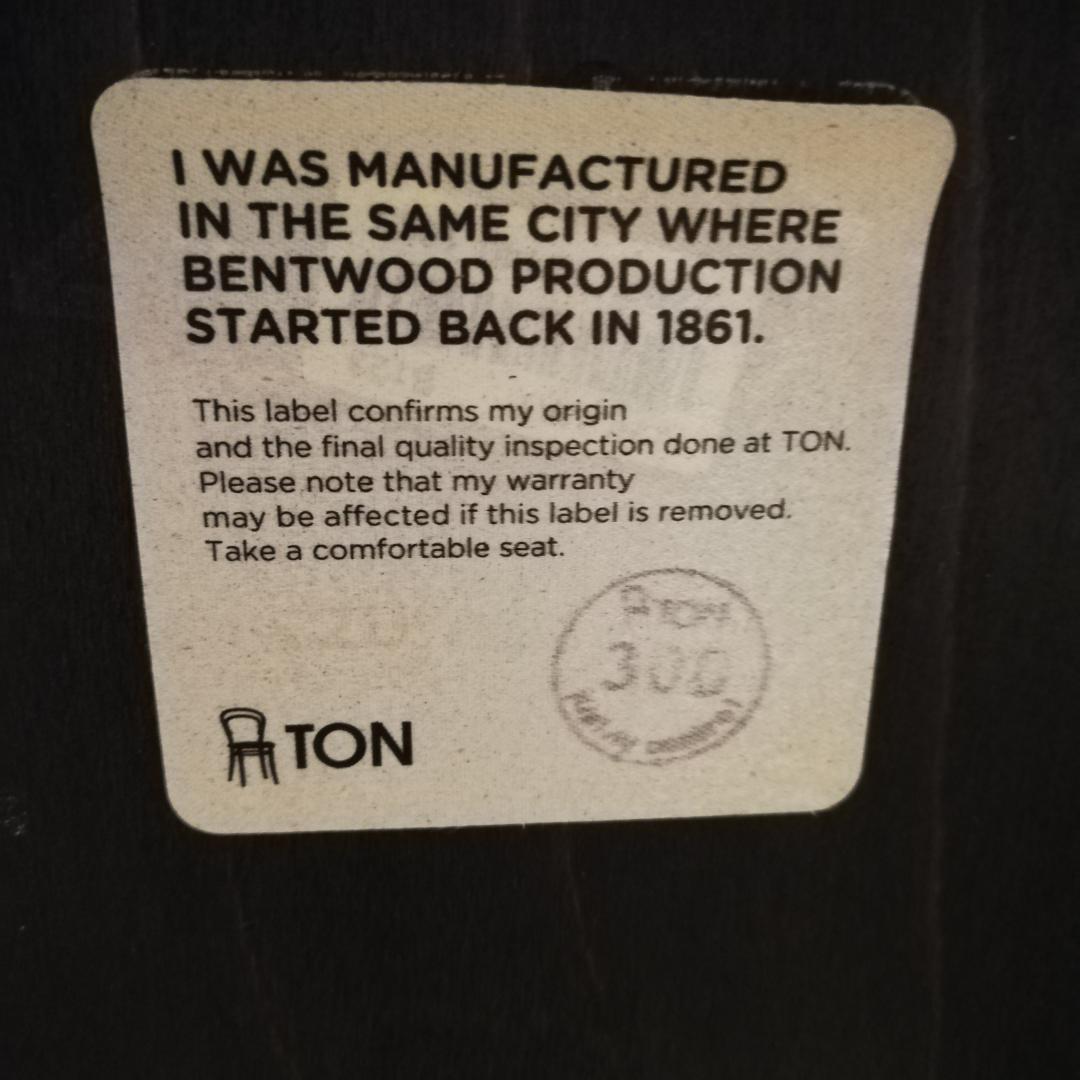 I WAS MANUFACTURED
IN THE SAME CITY WHERE
BENTWOOD PRODUCTION
STARTED BACK IN 1861.
This label confirms my origin
and the final quality inspection done at TON.
Please note that my warranty
may be affected if this label is removed.
Take a comfortable seat.
TON
300